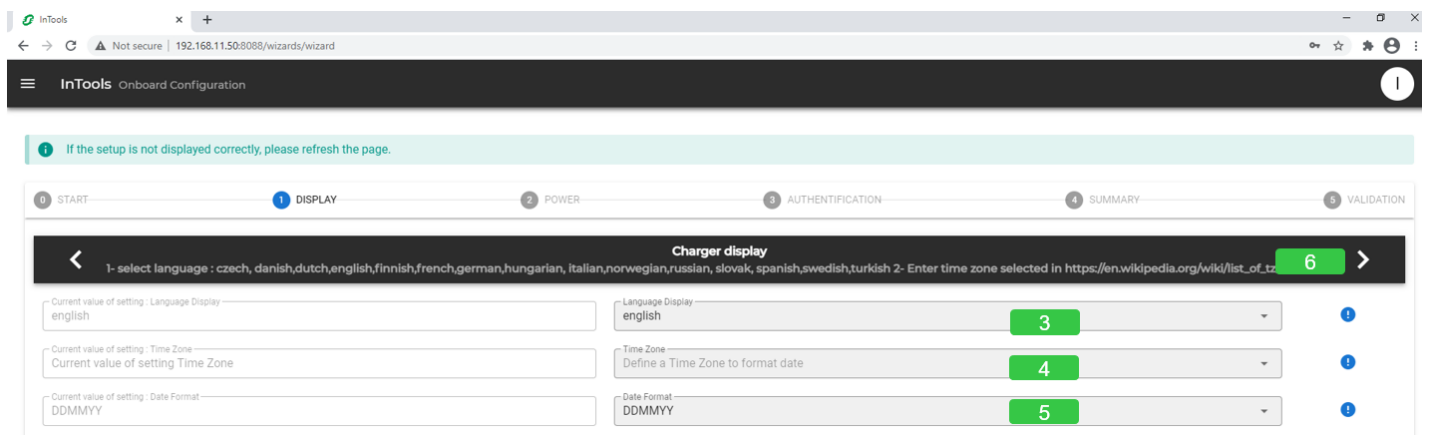 InTools
Not secure | 192.168.11.50:8088/wizards/wizard
InTools Onboard Configuration
I
If the setup is not displayed correctly, please refresh the page.
0 START 1 DISPLAY 2 POWER 3 AUTHENTIFICATION 4 SUMMARY 5 VALIDATION
Charger display
1- select language : czech, danish,dutch,english,finnish,french,german,hungarian, italian,norwegian,russian, slovak, spanish,swedish,turkish 2- Enter time zone selected in https://en.wikipedia.org/wiki/list_of_tz
6
Current value of setting : Language Display
english
Language Display
english
3
Current value of setting : Time Zone
Current value of setting Time Zone
Time Zone
Define a Time Zone to format date
4
Current value of setting : Date Format
DDMMYY
Date Format
DDMMYY
5